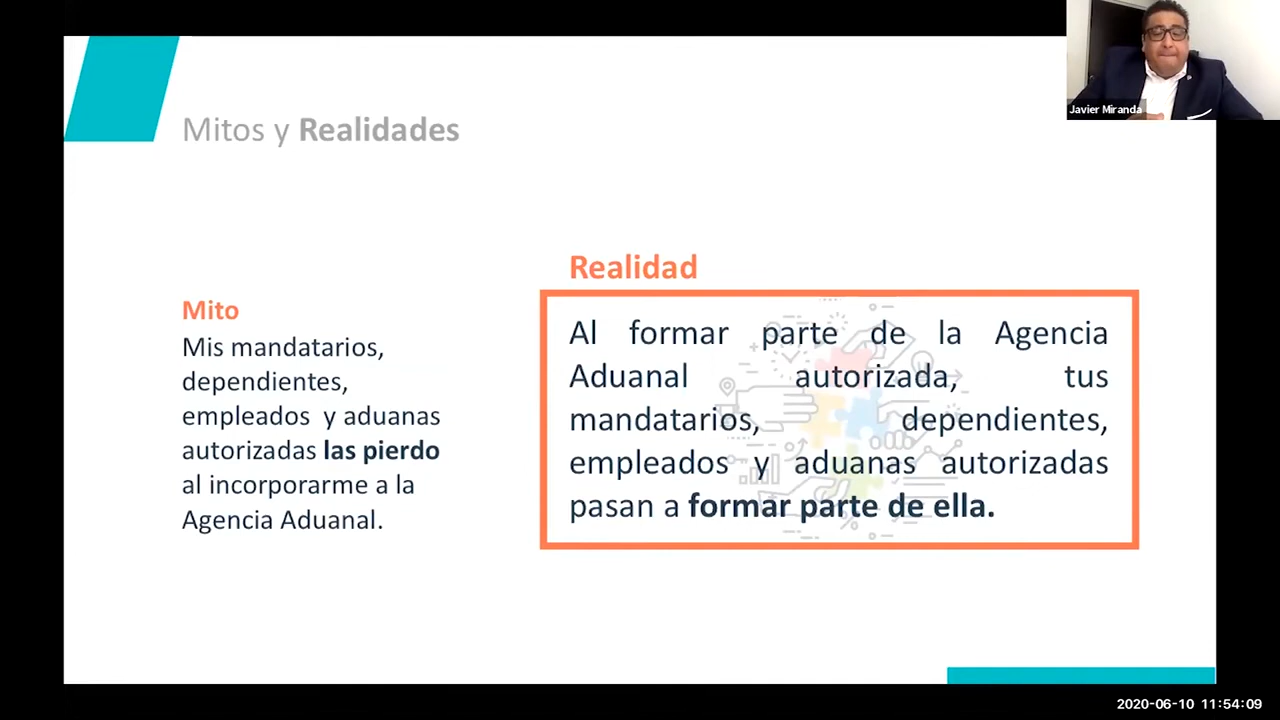 Javier Miranda
Mitos y Realidades
Mito
Mis mandatarios,
dependientes,
empleados y aduanas
autorizadas las pierdo
al incorporarme a la
Agencia Aduanal.
Realidad
Al formar parte de la Agencia
Aduanal autorizada, tus
mandatarios, dependientes,
empleados y aduanas autorizadas
pasan a formar parte de ella.
2020-06-10 11:54:09